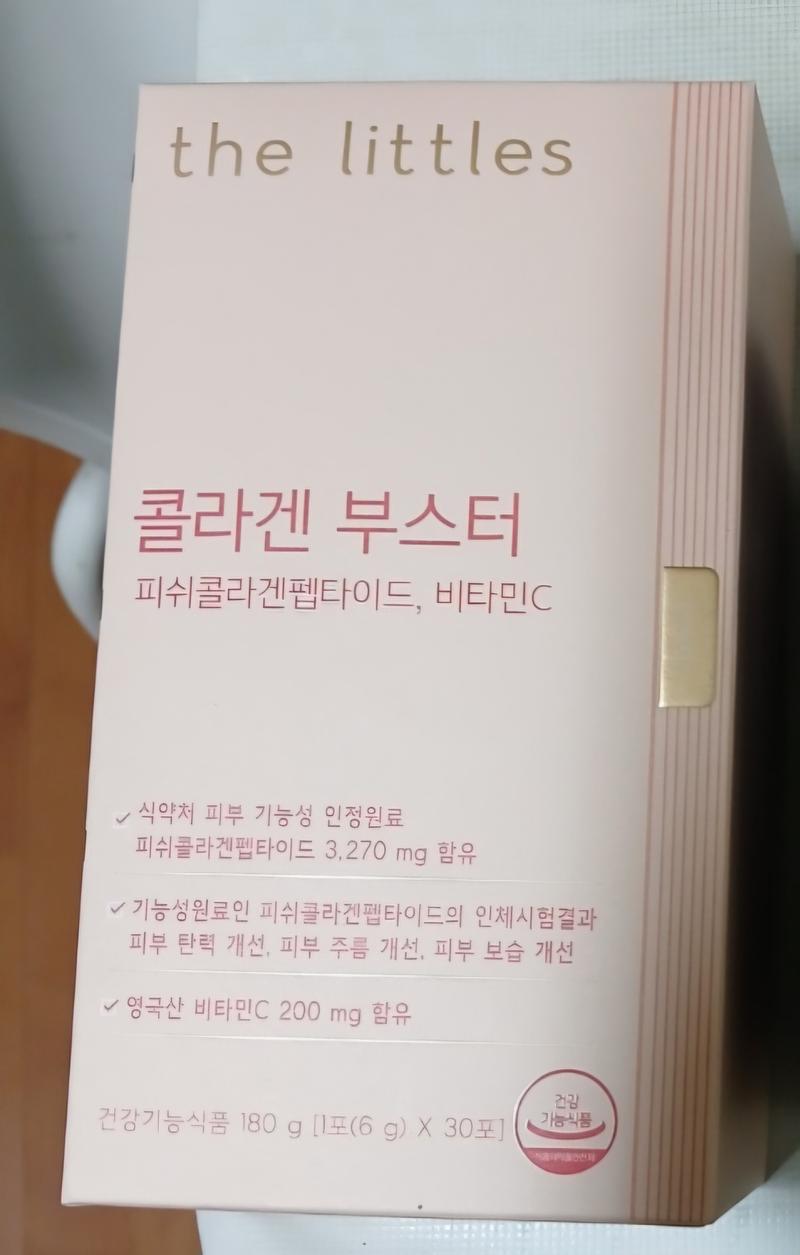 the littles
콜라겐 부스터
피쉬콜라겐펩타이드, 비타민C
식약처 피부 기능성 인정원료
피쉬콜라겐펩타이드 3,270 mg 함유
기능성원료인 피쉬콜라겐펩타이드의 인체시험결과
피부 탄력 개선, 피부 주름 개선, 피부 보습 개선
영국산 비타민C 200 mg 함유
건강기능식품 180 g [1포(6 g) X 30포]
건강
기능식품